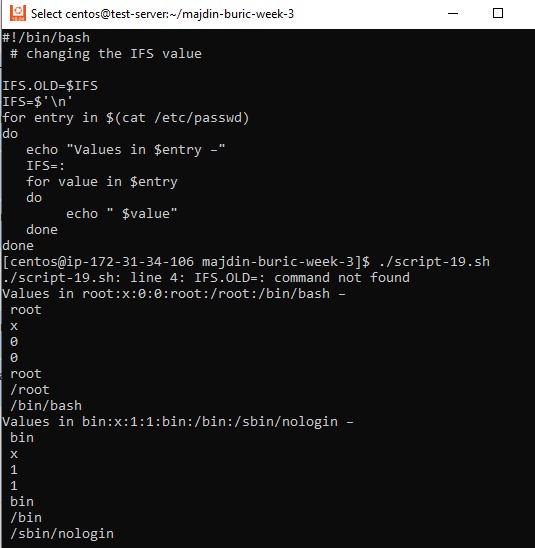 Select centos@test-server:~/majdin-buric-week-3
#!/bin/bash
 # changing the IFS value

IFS.OLD=$IFS
IFS=$'\n'
for entry in $(cat /etc/passwd)
do
   echo "Values in $entry –"
   IFS=:
   for value in $entry
   do
        echo " $value"
   done
done
[centos@ip-172-31-34-106 majdin-buric-week-3]$ ./script-19.sh
./script-19.sh: line 4: IFS.OLD=: command not found
Values in root:x:0:0:root:/root:/bin/bash –
 root
 x
 0
 0
 root
 /root
 /bin/bash
Values in bin:x:1:1:bin:/bin:/sbin/nologin –
 bin
 x
 1
 1
 bin
 /bin
 /sbin/nologin